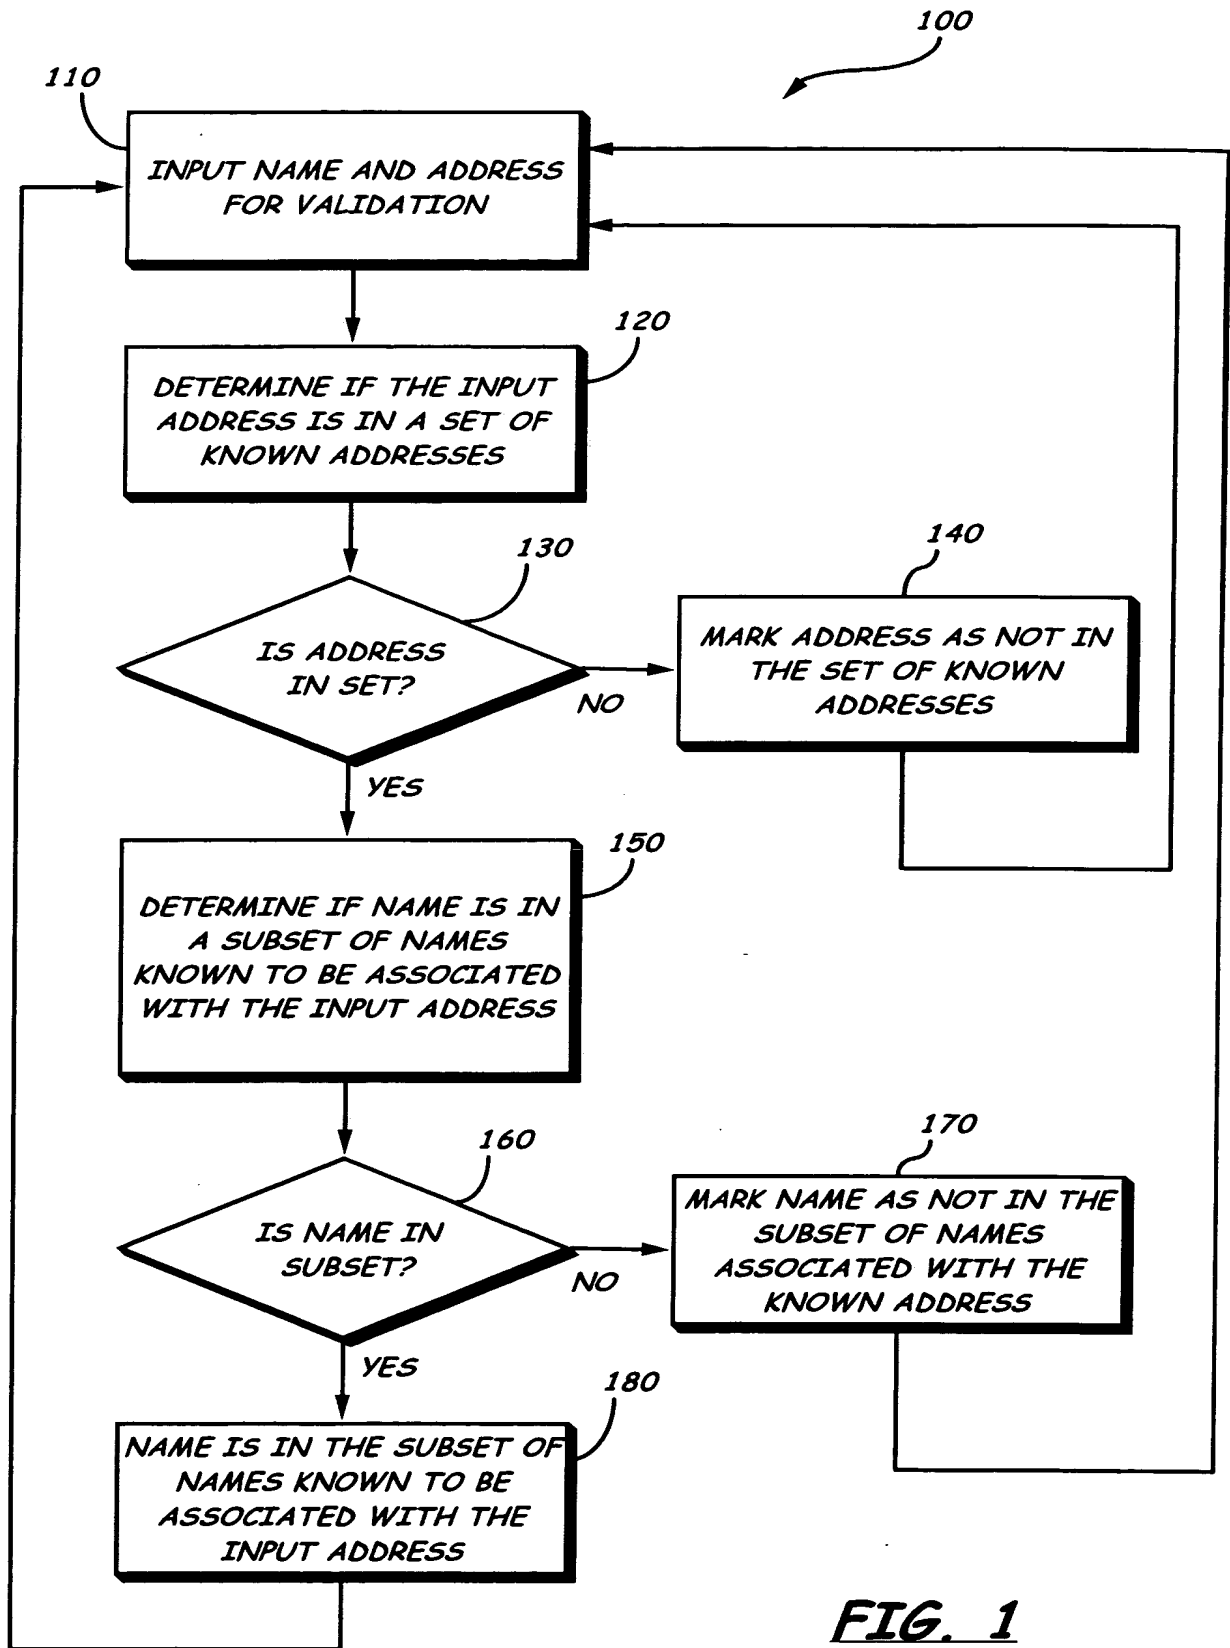 100
110
INPUT NAME AND ADDRESS
FOR VALIDATION
120
DETERMINE IF THE INPUT
ADDRESS IS IN A SET OF
KNOWN ADDRESSES
130
IS ADDRESS
IN SET?
NO
YES
140
MARK ADDRESS AS NOT IN
THE SET OF KNOWN
ADDRESSES
150
DETERMINE IF NAME IS IN
A SUBSET OF NAMES
KNOWN TO BE ASSOCIATED
WITH THE INPUT ADDRESS
160
IS NAME IN
SUBSET?
NO
YES
170
MARK NAME AS NOT IN THE
SUBSET OF NAMES
ASSOCIATED WITH THE
KNOWN ADDRESS
180
NAME IS IN THE SUBSET OF
NAMES KNOWN TO BE
ASSOCIATED WITH THE
INPUT ADDRESS
FIG. 1